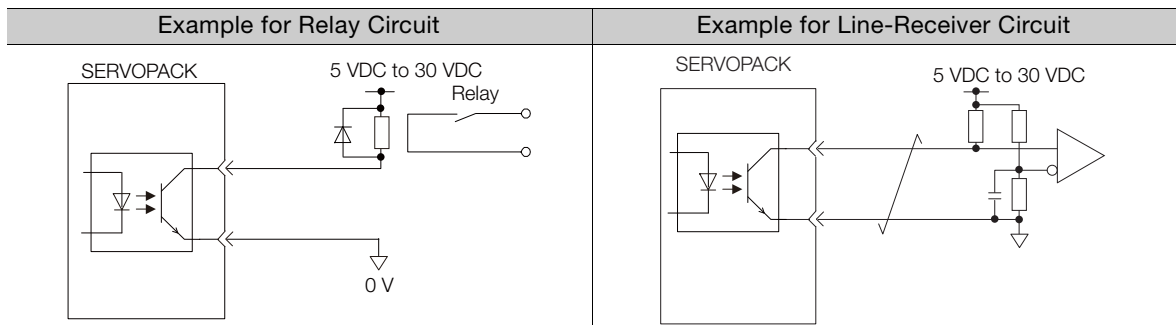 Example for Relay Circuit
Example for Line-Receiver Circuit
SERVOPACK
5 VDC to 30 VDC
Relay
0 V
SERVOPACK
5 VDC to 30 VDC